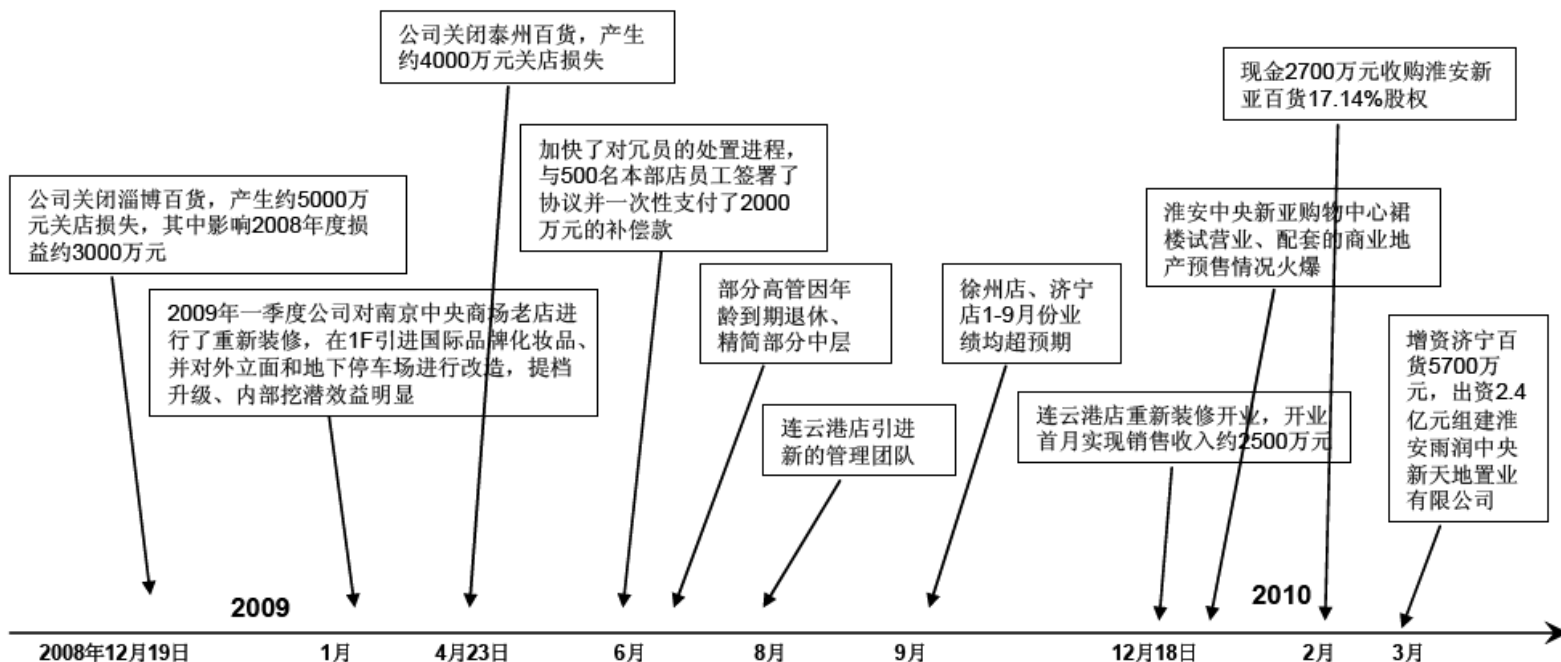 公司关闭泰州百货，产生
约4000万元关店损失
现金2700万元收购淮安新
亚百货17.14%股权
加快了对冗员的处置进程，
与500名本部店员工签署了
协议并一次性支付了2000
万元的补偿款
公司关闭淄博百货，产生约5000万
元关店损失，其中影响2008年度损
益约3000万元
淮安中央新亚购物中心裙
楼试营业、配套的商业地
产预售情况火爆
部分高管因年
龄到期退休、
精简部分中层
徐州店、济宁
店1-9月份业
绩均超预期
2009年一季度公司对南京中央商场老店进
行了重新装修，在1F引进国际品牌化妆品、
并对外立面和地下停车场进行改造，提档
升级、内部挖潜效益明显
增资济宁百
货5700万
元，出资2.4
亿元组建淮
安雨润中央
新天地置业
有限公司
连云港店引进
新的管理团队
连云港店重新装修开业，开业
首月实现销售收入约2500万元
2009
2010
2008年12月19日
1月
4月23日
6月
8月
9月
12月18日
2月
3月